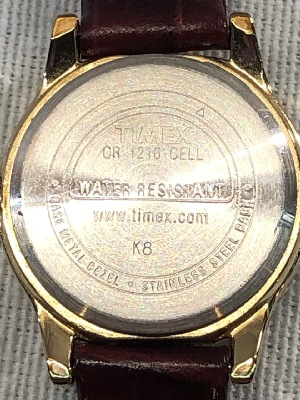 TIMEX
CR 1216 CELL
WATER RESISTANT
www.timex.com
K8
BASE METAL BEZEL • STAINLESS STEEL BACK •